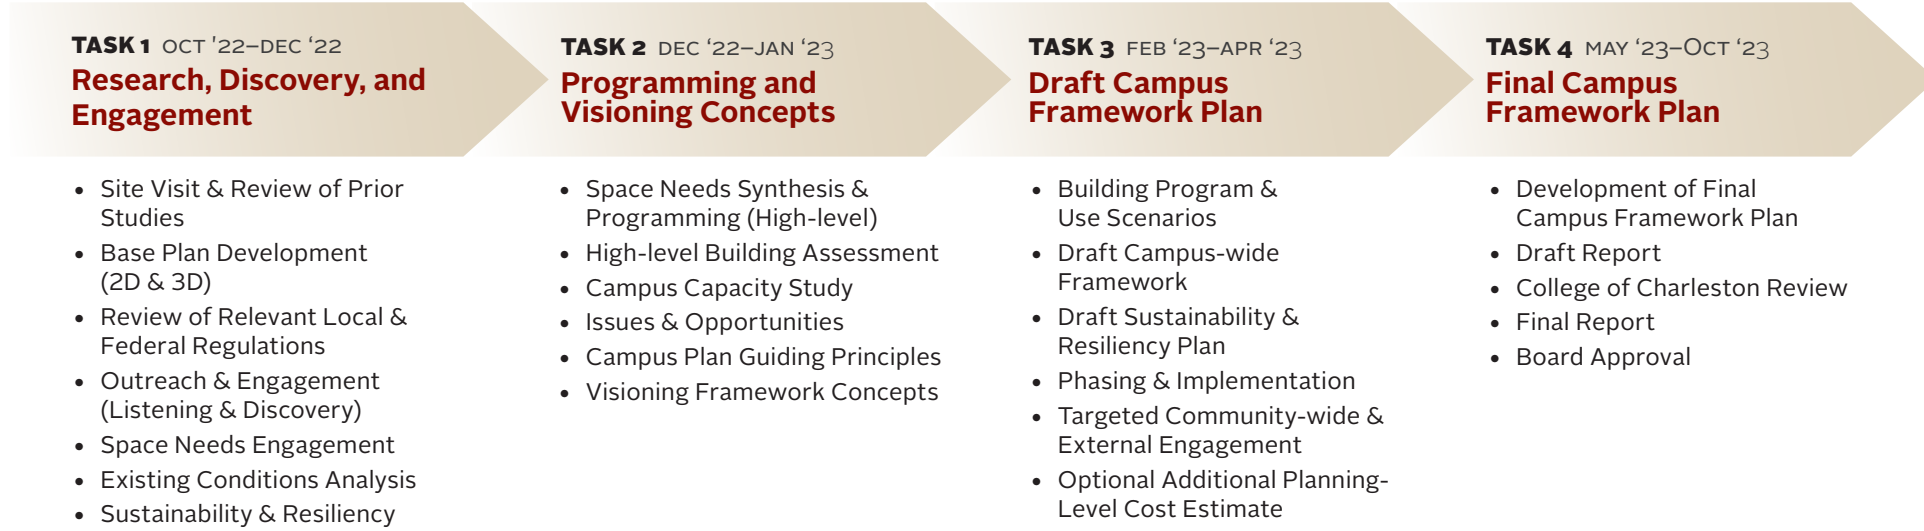 TASK 1 OCT '22–DEC '22
Research, Discovery, and
Engagement
• Site Visit & Review of Prior
Studies
• Base Plan Development
(2D & 3D)
• Review of Relevant Local &
Federal Regulations
• Outreach & Engagement
(Listening & Discovery)
• Space Needs Engagement
• Existing Conditions Analysis
• Sustainability & Resiliency
TASK 2 DEC ‘22–JAN ‘23
Programming and
Visioning Concepts
• Space Needs Synthesis &
Programming (High-level)
• High-level Building Assessment
• Campus Capacity Study
• Issues & Opportunities
• Campus Plan Guiding Principles
• Visioning Framework Concepts
TASK 3 FEB ‘23–APR ‘23
Draft Campus
Framework Plan
• Building Program &
Use Scenarios
• Draft Campus-wide
Framework
• Draft Sustainability &
Resiliency Plan
• Phasing & Implementation
• Targeted Community-wide &
External Engagement
• Optional Additional Planning-
Level Cost Estimate
TASK 4 MAY ‘23–OCT ‘23
Final Campus
Framework Plan
• Development of Final
Campus Framework Plan
• Draft Report
• College of Charleston Review
• Final Report
• Board Approval